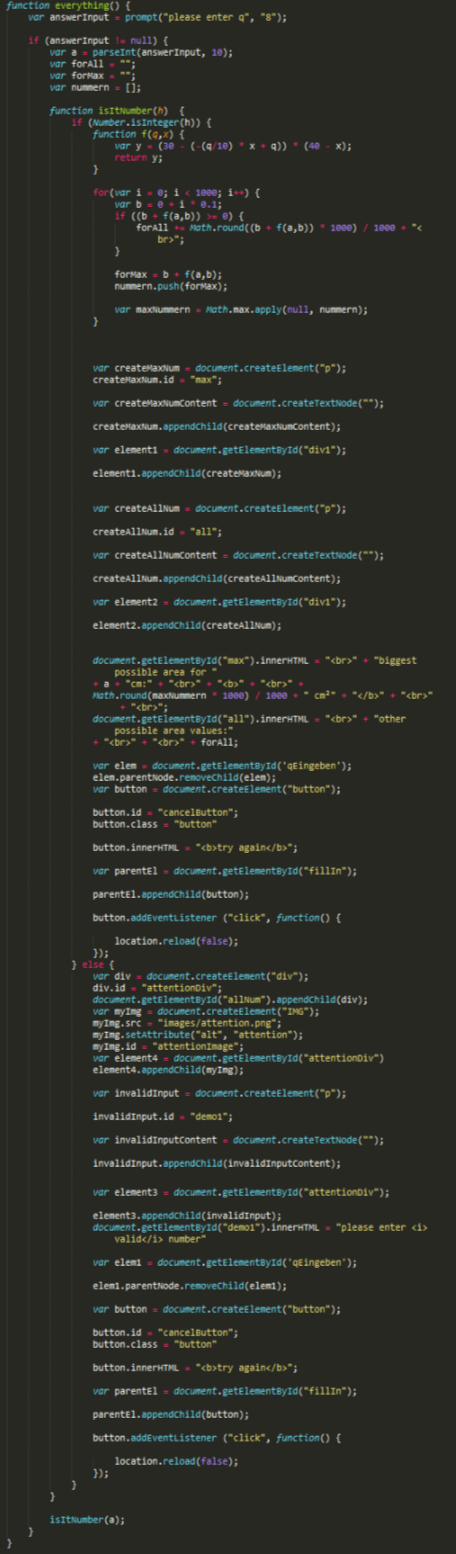 function everything() {
var answerInput = prompt("please enter q", "8");
if (answerInput != null) {
var a = parseInt(answerInput, 10);
var forAll = "";
var forMax = "";
var nummern = [];
function isItNumber(h) {
if (Number.isInteger(h)) {
function f(q,x) {
var y = (30 - (-(q/10) * x + q)) * (40 - x);
return y;
}
for(var i = 0; i < 1000; i++) {
var b = 0 + i * 0.1;
if ((b + f(a,b)) >= 0) {
forAll += Math.round((b + f(a,b)) * 1000) / 1000 + "<
br>";
}
forMax = b + f(a,b);
nummern.push(forMax);
var maxNummern = Math.max.apply(null, nummern);
}
var createMaxNum = document.createElement("p");
createMaxNum.id = "max";
var createMaxNumContent = document.createTextNode("");
createMaxNum.appendChild(createMaxNumContent);
var element1 = document.getElementById("div1");
element1.appendChild(createMaxNum);
var createAllNum = document.createElement("p");
createAllNum.id = "all";
var createAllNumContent = document.createTextNode("");
createAllNum.appendChild(createAllNumContent);
var element2 = document.getElementById("div1");
element2.appendChild(createAllNum);
document.getElementById("max").innerHTML = "<br>" + "biggest
possible area for "
+ a + "cm:" + "<br>" + "<b>" + "<br>" +
Math.round(maxNummern * 1000) / 1000 + " cm²" + "</b>" + "<br>"
+ "<br>";
document.getElementById("all").innerHTML = "<br>" + "other
possible area values:"
+ "<br>" + "<br>" + forAll;
var elem = document.getElementById('qEingeben');
elem.parentNode.removeChild(elem);
var button = document.createElement("button");
button.id = "cancelButton";
button.class = "button"
button.innerHTML = "<b>try again</b>";
var parentEl = document.getElementById("fillIn");
parentEl.appendChild(button);
button.addEventListener ("click", function() {
location.reload(false);
});
} else {
var div = document.createElement("div");
div.id = "attentionDiv";
document.getElementById("allNum").appendChild(div);
var myImg = document.createElement("IMG");
myImg.src = "images/attention.png";
myImg.setAttribute("alt", "attention");
myImg.id = "attentionImage";
var element4 = document.getElementById("attentionDiv")
element4.appendChild(myImg);
var invalidInput = document.createElement("p");
invalidInput.id = "demo1";
var invalidInputContent = document.createTextNode("");
invalidInput.appendChild(invalidInputContent);
var element3 = document.getElementById("attentionDiv");
element3.appendChild(invalidInput);
document.getElementById("demo1").innerHTML = "please enter <i>
valid</i> number"
var elem1 = document.getElementById('qEingeben');
elem1.parentNode.removeChild(elem1);
var button = document.createElement("button");
button.id = "cancelButton";
button.class = "button"
button.innerHTML = "<b>try again</b>";
var parentEl = document.getElementById("fillIn");
parentEl.appendChild(button);
button.addEventListener ("click", function() {
location.reload(false);
});
}
}
isItNumber(a);
}
}